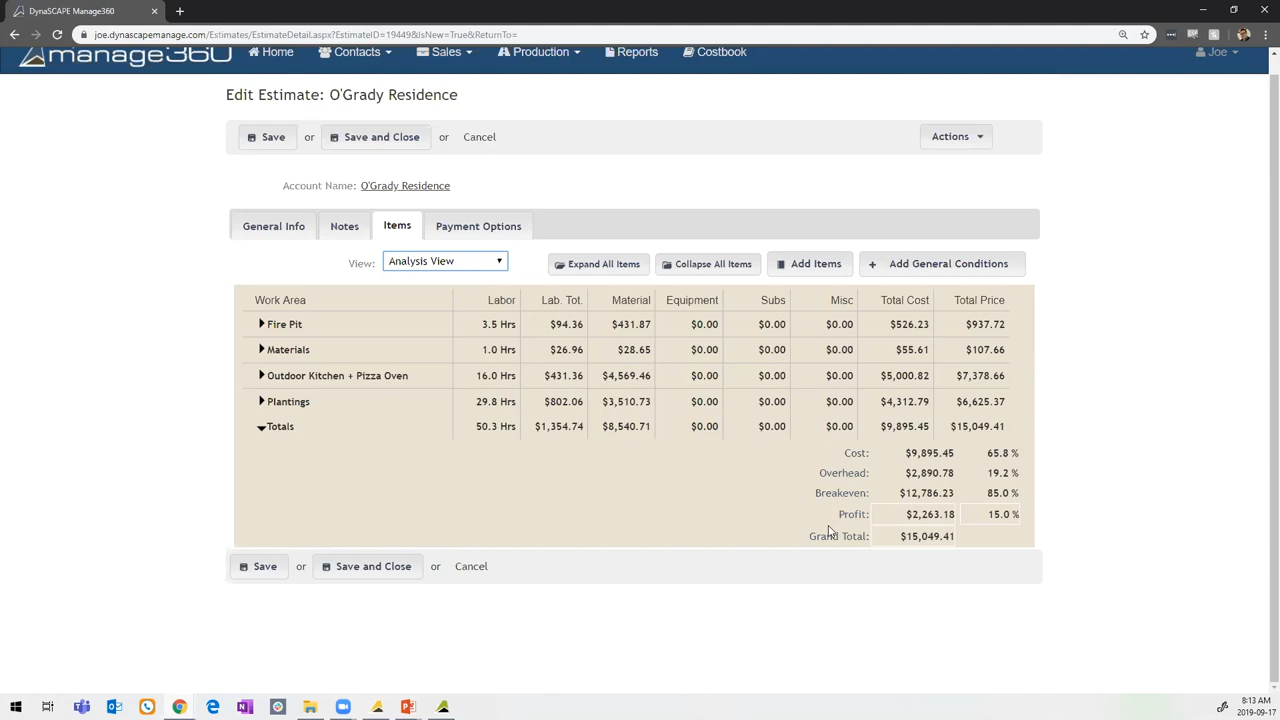 DynaSCAPE Manage360
joe.dynascapemanage.com/Estimates/EstimateDetail.aspx?EstimateID=19449&IsNew=True&ReturnTo=
manage360 Home Contacts Sales Production Reports Costbook Joe
Edit Estimate: O'Grady Residence
Save or Save and Close or Cancel Actions
Account Name: O'Grady Residence
General Info Notes Items Payment Options
View: Analysis View Expand All Items Collapse All Items Add Items + Add General Conditions
Work Area Labor Lab. Tot. Material Equipment Subs Misc Total Cost Total Price
Fire Pit 3.5 Hrs $94.36 $431.87 $0.00 $0.00 $0.00 $526.23 $937.72
Materials 1.0 Hrs $26.96 $28.65 $0.00 $0.00 $0.00 $55.61 $107.66
Outdoor Kitchen + Pizza Oven 16.0 Hrs $431.36 $4,569.46 $0.00 $0.00 $0.00 $5,000.82 $7,378.66
Plantings 29.8 Hrs $802.06 $3,510.73 $0.00 $0.00 $0.00 $4,312.79 $6,625.37
Totals 50.3 Hrs $1,354.74 $8,540.71 $0.00 $0.00 $0.00 $9,895.45 $15,049.41
Cost: $9,895.45 65.8 %
Overhead: $2,890.78 19.2 %
Breakeven: $12,786.23 85.0 %
Profit: $2,263.18 15.0 %
Grand Total: $15,049.41
Save or Save and Close or Cancel
8:13 AM
2019-09-17